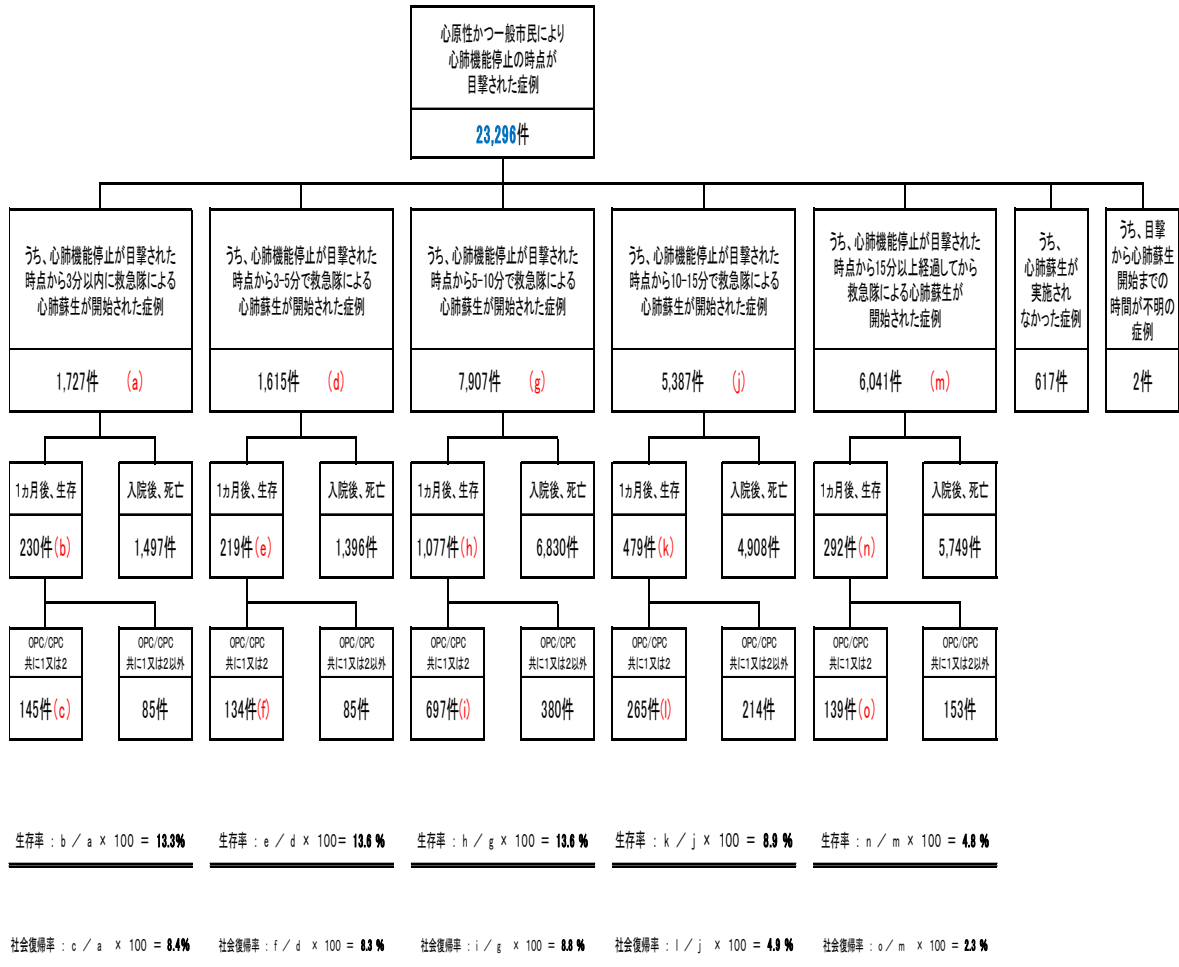 心原性かつ一般市民により
心肺機能停止の時点が
目撃された症例
23,296件
うち、心肺機能停止が目撃された
時点から3分以内に救急隊による
心肺蘇生が開始された症例
1,727件 (a)
うち、心肺機能停止が目撃された
時点から3-5分で救急隊による
心肺蘇生が開始された症例
1,615件 (d)
うち、心肺機能停止が目撃された
時点から5-10分で救急隊による
心肺蘇生が開始された症例
7,907件 (g)
うち、心肺機能停止が目撃された
時点から10-15分で救急隊による
心肺蘇生が開始された症例
5,387件 (j)
うち、心肺機能停止が目撃された
時点から15分以上経過してから
救急隊による心肺蘇生が
開始された症例
6,041件 (m)
うち、
心肺蘇生が
実施され
なかった症例
617件
うち、目撃
から心肺蘇生
開始までの
時間が不明の
症例
2件
1ヵ月後、生存
230件(b)
入院後、死亡
1,497件
1ヵ月後、生存
219件(e)
入院後、死亡
1,396件
1ヵ月後、生存
1,077件(h)
入院後、死亡
6,830件
1ヵ月後、生存
479件(k)
入院後、死亡
4,908件
1ヵ月後、生存
292件(n)
入院後、死亡
5,749件
OPC/CPC
共に1又は2
145件(c)
OPC/CPC
共に1又は2以外
85件
OPC/CPC
共に1又は2
134件(f)
OPC/CPC
共に1又は2以外
85件
OPC/CPC
共に1又は2
697件(i)
OPC/CPC
共に1又は2以外
380件
OPC/CPC
共に1又は2
265件(l)
OPC/CPC
共に1又は2以外
214件
OPC/CPC
共に1又は2
139件(o)
OPC/CPC
共に1又は2以外
153件
生存率 : b / a × 100 = 13.3%
生存率 : e / d × 100= 13.6 %
生存率 : h / g × 100 = 13.6 %
生存率 : k / j × 100 = 8.9 %
生存率 : n / m × 100 = 4.8 %
社会復帰率 : c / a × 100 = 8.4%
社会復帰率 : f / d × 100 = 8.3 %
社会復帰率 : i / g × 100 = 8.8 %
社会復帰率 : l / j × 100 = 4.9 %
社会復帰率 : o / m × 100 = 2.3 %